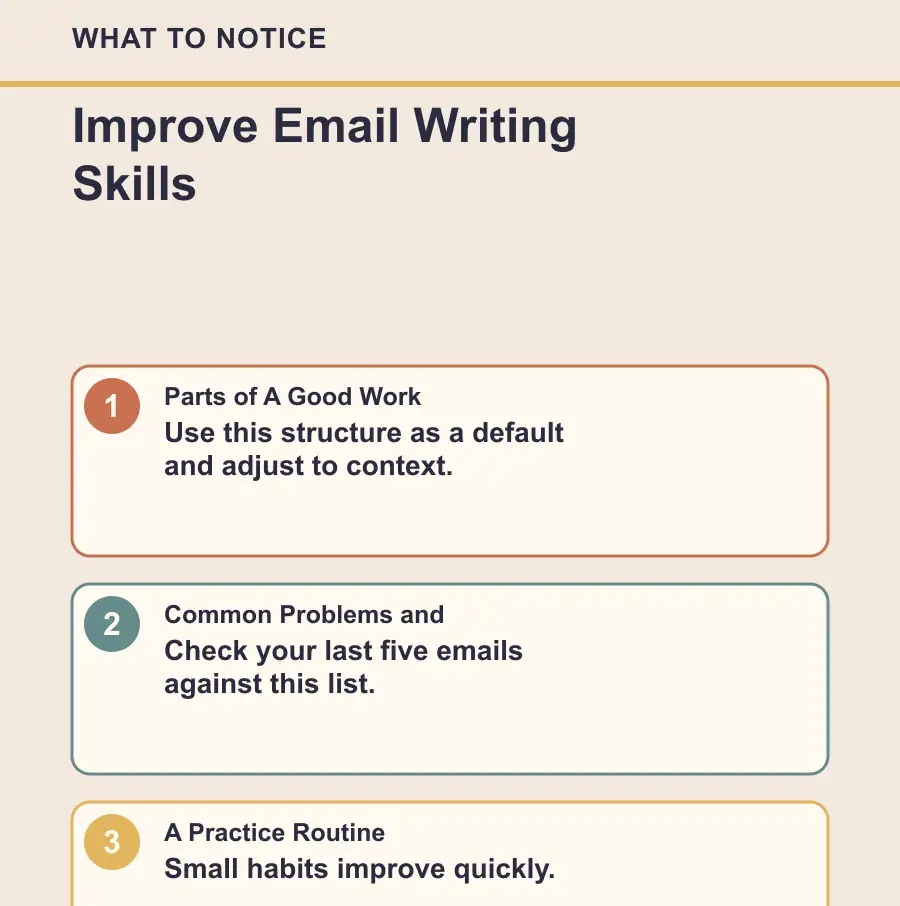 WHAT TO NOTICE
Improve Email Writing
Skills
1
Parts of A Good Work
Use this structure as a default
and adjust to context.
2
Common Problems and
Check your last five emails
against this list.
3
A Practice Routine
Small habits improve quickly.